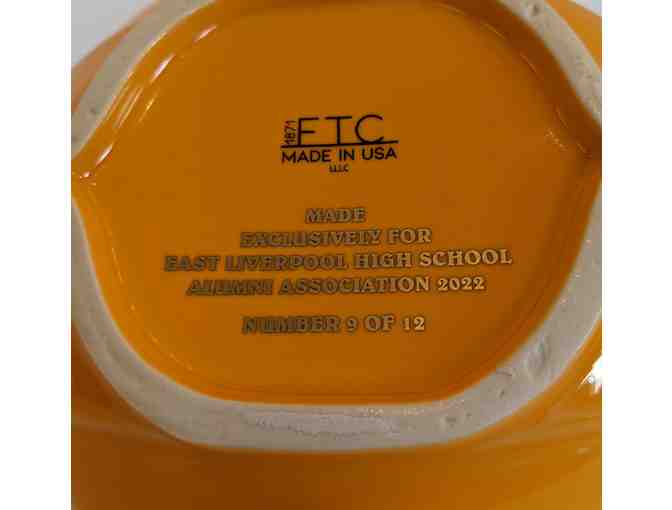 1871 FTC
MADE IN USA
LLLC
MADE
EXCLUSIVELY FOR
EAST LIVERPOOL HIGH SCHOOL
ALUMNI ASSOCIATION 2022
NUMBER 9 OF 12